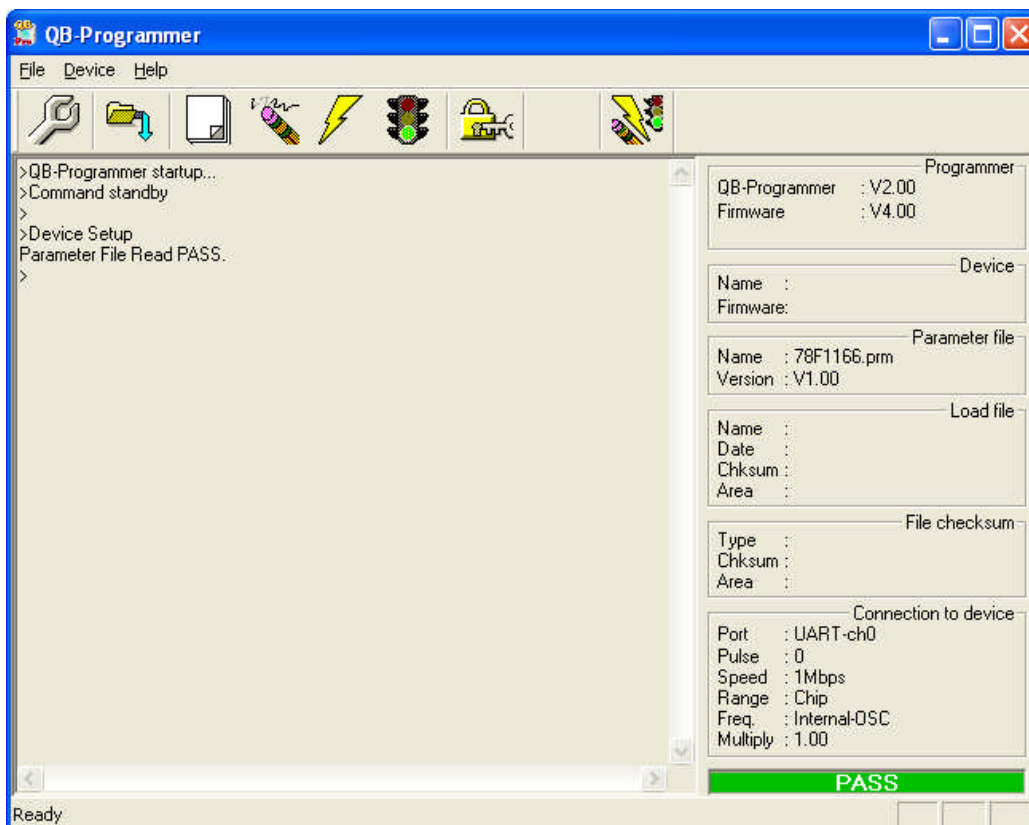 QB-Programmer
File Device Help
>QB-Programmer startup...
>Command standby
>
>Device Setup
Parameter File Read PASS.
>
Programmer
QB-Programmer : V2.00
Firmware : V4.00
Device
Name :
Firmware:
Parameter file
Name : 78F1166.prm
Version : V1.00
Load file
Name :
Date :
Chksum :
Area :
File checksum
Type :
Chksum :
Area :
Connection to device
Port : UART-ch0
Pulse : 0
Speed : 1Mbps
Range : Chip
Freq. : Internal-OSC
Multiply : 1.00
PASS
Ready